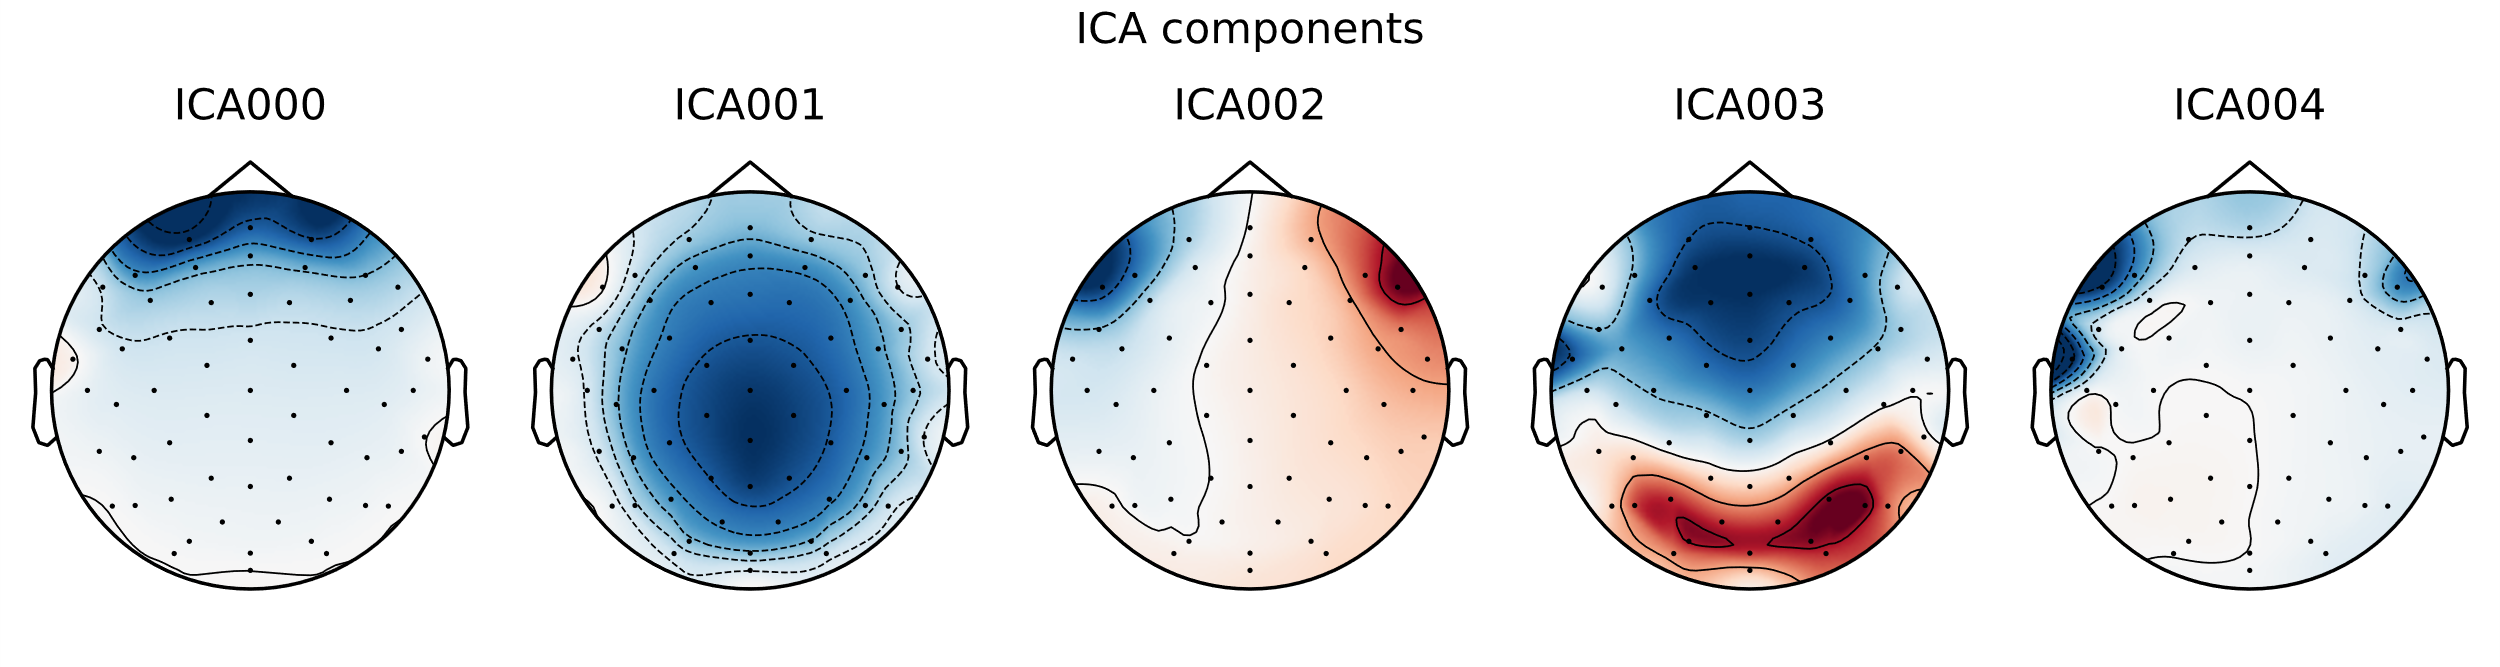 ICA components
ICA000 ICA001 ICA002 ICA003 ICA004